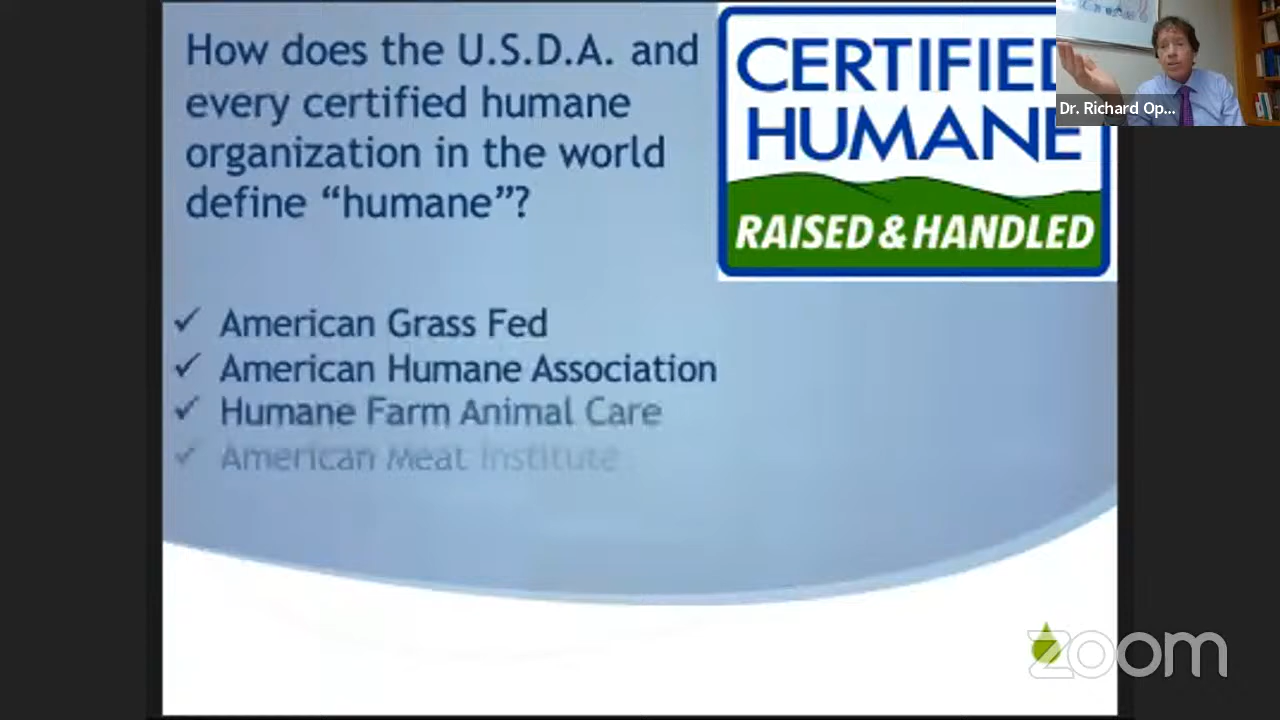 How does the U.S.D.A. and
every certified humane
organization in the world
define “humane”?
CERTIFIED
HUMANE
RAISED & HANDLED
Dr. Richard Op...
✓ American Grass Fed
✓ American Humane Association
✓ Humane Farm Animal Care
✓ American Meat Institute
zoom